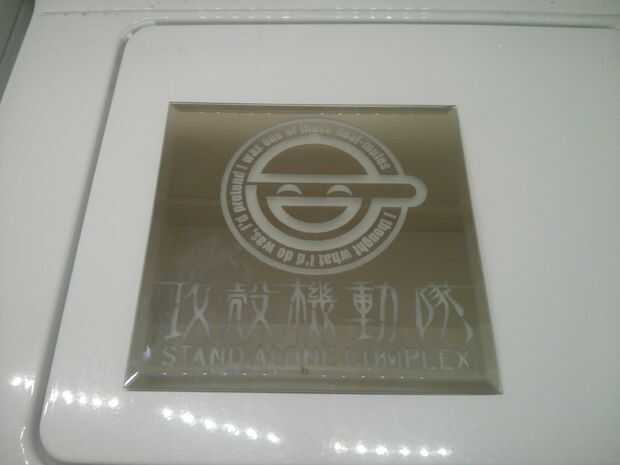 I thought what I'd do was, I'd pretend I was one of those deaf-mutes
攻殻機動隊
STAND ALONE COMPLEX